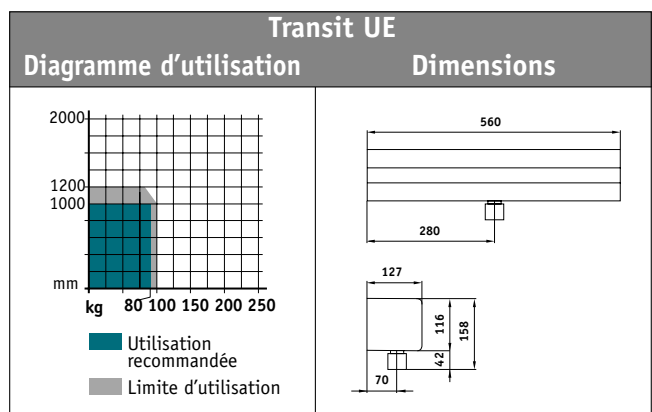 Transit UE
Diagramme d'utilisation
Dimensions
2000
1200
1000
mm
kg 80 100 150 200 250
Utilisation
recommandée
Limite d'utilisation
560
280
127
116
158
42
70